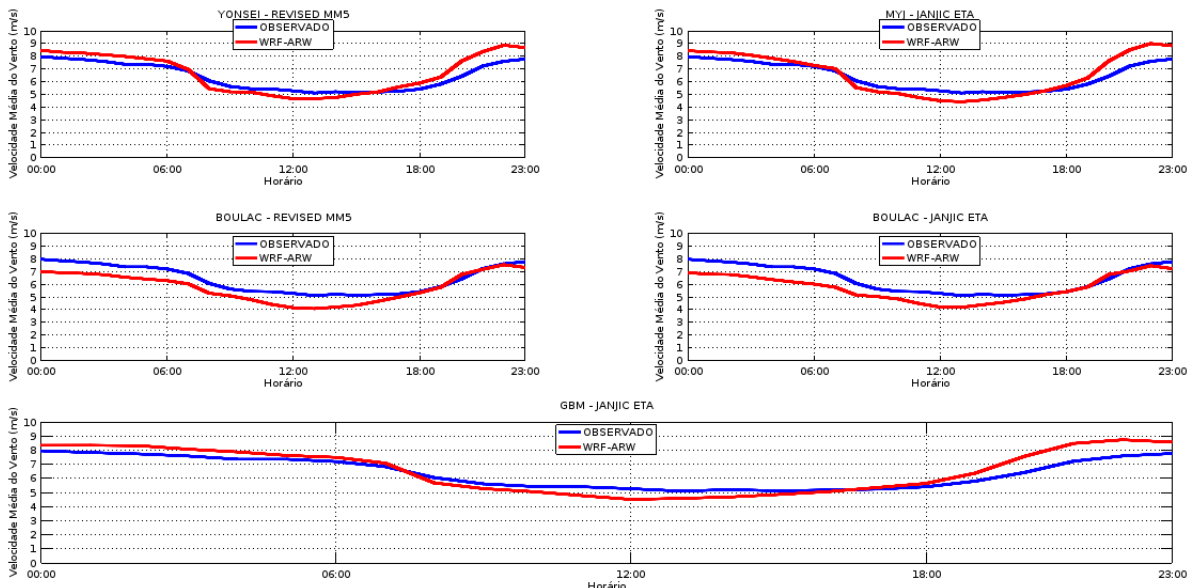 YONSEI - REVISED MM5
OBSERVADO
WRF-ARW
Velocidade Média do Vento (m/s)
10
9
8
7
6
5
4
3
2
1
0
00:00 06:00 12:00 18:00 23:00
Horário
MYJ - JANJIC ETA
OBSERVADO
WRF-ARW
Velocidade Média do Vento (m/s)
10
9
8
7
6
5
4
3
2
1
0
00:00 06:00 12:00 18:00 23:00
Horário
BOULAC - REVISED MM5
OBSERVADO
WRF-ARW
Velocidade Média do Vento (m/s)
10
9
8
7
6
5
4
3
2
1
0
00:00 06:00 12:00 18:00 23:00
Horário
BOULAC - JANJIC ETA
OBSERVADO
WRF-ARW
Velocidade Média do Vento (m/s)
10
9
8
7
6
5
4
3
2
1
0
00:00 06:00 12:00 18:00 23:00
Horário
GBM - JANJIC ETA
OBSERVADO
WRF-ARW
Velocidade Média do Vento (m/s)
10
9
8
7
6
5
4
3
2
1
0
00:00 06:00 12:00 18:00 23:00
Horário